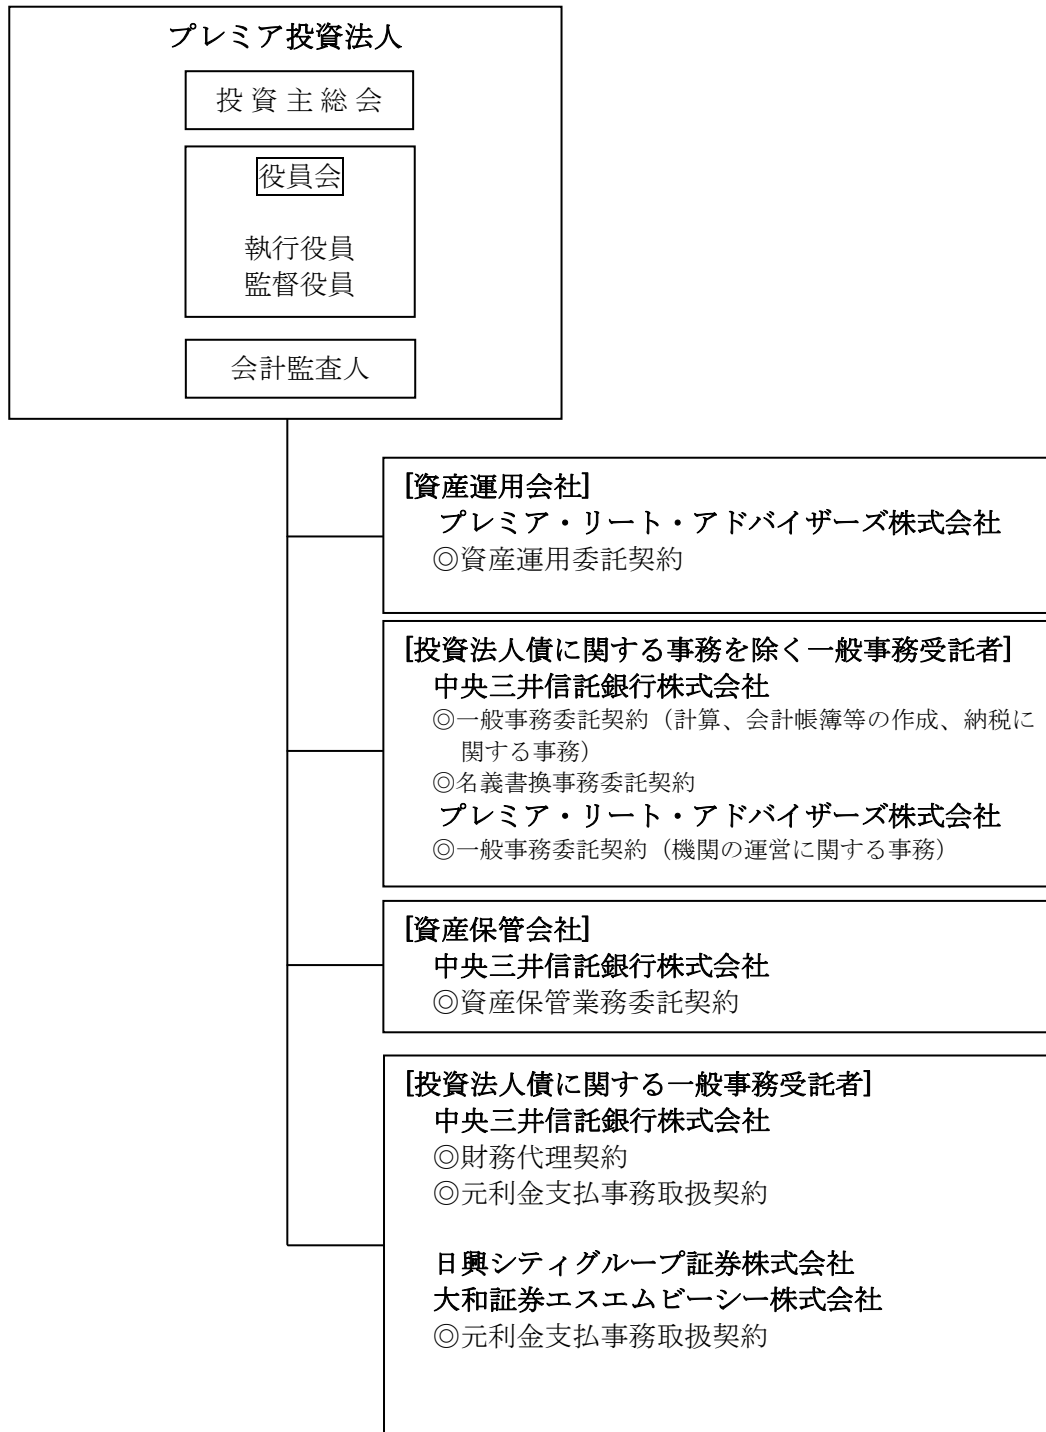 プレミア投資法人
投 資 主 総 会
役員会
執行役員
監督役員
会計監査人
[資産運用会社]
プレミア・リート・アドバイザーズ株式会社
◎資産運用委託契約
[投資法人債に関する事務を除く一般事務受託者]
中央三井信託銀行株式会社
◎一般事務委託契約（計算、会計帳簿等の作成、納税に
関する事務）
◎名義書換事務委託契約
プレミア・リート・アドバイザーズ株式会社
◎一般事務委託契約（機関の運営に関する事務）
[資産保管会社]
中央三井信託銀行株式会社
◎資産保管業務委託契約
[投資法人債に関する一般事務受託者]
中央三井信託銀行株式会社
◎財務代理契約
◎元利金支払事務取扱契約
日興シティグループ証券株式会社
大和証券エスエムビーシー株式会社
◎元利金支払事務取扱契約